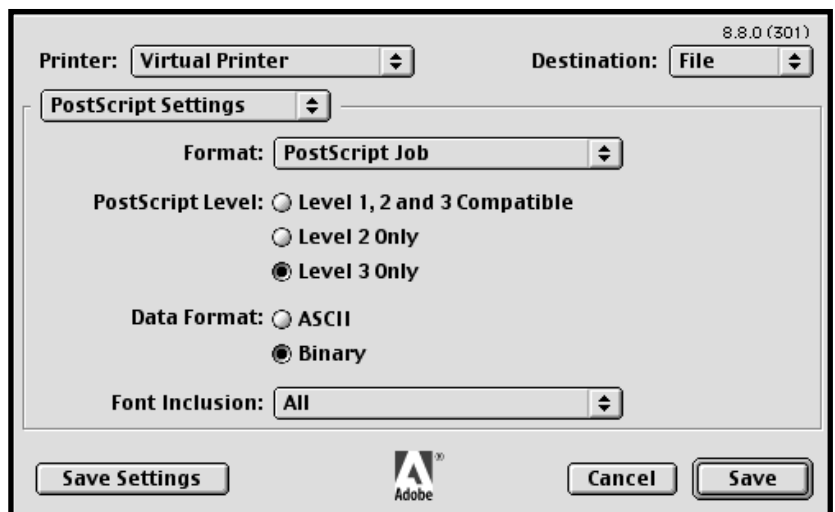 8.8.0 (301)
Printer: Virtual Printer Destination: File
PostScript Settings
Format: PostScript Job
PostScript Level: Level 1, 2 and 3 Compatible
Level 2 Only
Level 3 Only
Data Format: ASCII
Binary
Font Inclusion: All
Save Settings Adobe® Cancel Save